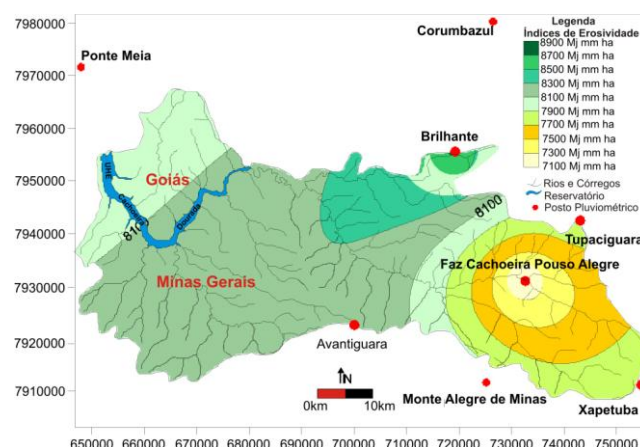 7980000
7970000
7960000
7950000
7940000
7930000
7920000
7910000
Ponte Meia
Corumbazul
Legenda
Índices de Erosividade
8900 Mj mm ha
8700 Mj mm ha
8500 Mj mm ha
8300 Mj mm ha
8100 Mj mm ha
7900 Mj mm ha
7700 Mj mm ha
7500 Mj mm ha
7300 Mj mm ha
7100 Mj mm ha
Rios e Córregos
Reservatório
Posto Pluviométrico
Brilhante
Goiás
UHE
Cachoeira
Dourada
8100
8100
Tupaciguara
Faz Cachoeira Pouso Alegre
Minas Gerais
Avantiguara
N
0km 10km
Monte Alegre de Minas
Xapetuba
650000 660000 670000 680000 690000 700000 710000 720000 730000 740000 750000